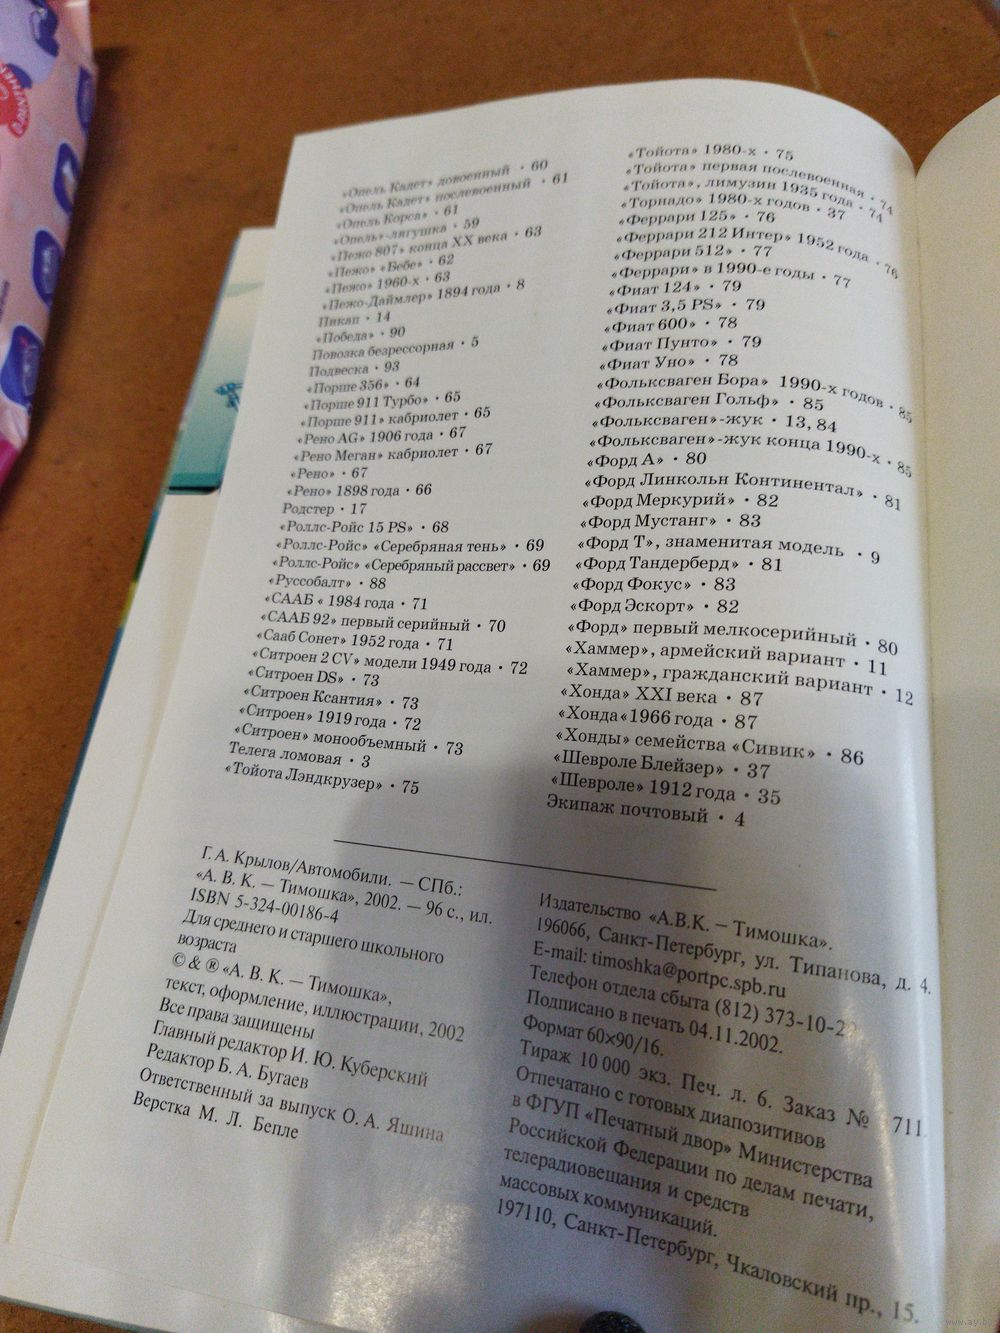 «Опель Кадет» довоенный · 60
«Опель Кадет» послевоенный · 61
«Опель Корса» · 61
«Опель»-лягушка · 59
«Пежо 807» конца XX века · 63
«Пежо» «Бебе» · 62
«Пежо» 1960-х · 63
«Пежо-Даймлер» 1894 года · 8
Пикап · 14
«Победа» · 90
Повозка безрессорная · 5
Подвеска · 93
«Порше 356» · 64
«Порше 911 Турбо» · 65
«Порше 911» кабриолет · 65
«Рено AG» 1906 года · 67
«Рено Меган» кабриолет · 67
«Рено» · 67
«Рено» 1898 года · 66
Родстер · 17
«Роллс-Ройс 15 PS» · 68
«Роллс-Ройс» «Серебряная тень» · 69
«Роллс-Ройс» «Серебряный рассвет» · 69
«Руссобалт» · 88
«СААБ « 1984 года · 71
«СААБ 92» первый серийный · 70
«Сааб Сонет» 1952 года · 71
«Ситроен 2 CV» модели 1949 года · 72
«Ситроен DS» · 73
«Ситроен Ксантия» · 73
«Ситроен» 1919 года · 72
«Ситроен» монообъемный · 73
Телега ломовая · 3
«Тойота Лэндкрузер» · 75
«Тойота» 1980-х · 75
«Тойота» первая послевоенная · 74
«Тойота», лимузин 1935 года · 74
«Торнадо» 1980-х годов · 37
«Феррари 125» · 76
«Феррари 212 Интер» 1952 года · 76
«Феррари 512» · 77
«Феррари» в 1990-е годы · 77
«Фиат 124» · 79
«Фиат 3,5 PS» · 79
«Фиат 600» · 78
«Фиат Пунто» · 79
«Фиат Уно» · 78
«Фольксваген Бора» 1990-х годов · 85
«Фольксваген Гольф» · 85
«Фольксваген»-жук · 13, 84
«Фольксваген»-жук конца 1990-х · 85
«Форд А» · 80
«Форд Линкольн Континентал» · 81
«Форд Меркурий» · 82
«Форд Мустанг» · 83
«Форд Т», знаменитая модель · 9
«Форд Тандерберд» · 81
«Форд Фокус» · 83
«Форд Эскорт» · 82
«Форд» первый мелкосерийный · 80
«Хаммер», армейский вариант · 11
«Хаммер», гражданский вариант · 12
«Хонда» XXI века · 87
«Хонда«1966 года · 87
«Хонды» семейства «Сивик» · 86
«Шевроле Блейзер» · 37
«Шевроле» 1912 года · 35
Экипаж почтовый · 4
Г. А. Крылов/Автомобили. — СПб.:
«А. В. К. — Тимошка», 2002. — 96 с., ил.
ISBN 5-324-00186-4
Для среднего и старшего школьного
возраста
© & ® «А. В. К. — Тимошка»,
текст, оформление, иллюстрации, 2002
Все права защищены
Главный редактор И. Ю. Куберский
Редактор Б. А. Бугаев
Ответственный за выпуск О. А. Яшина
Верстка М. Л. Бепле
Издательство «А.В.К. — Тимошка».
196066, Санкт-Петербург, ул. Типанова, д. 4.
E-mail: timoshka@portpc.spb.ru
Телефон отдела сбыта (812) 373-10-2
Подписано в печать 04.11.2002.
Формат 60×90/16.
Тираж 10 000 экз. Печ. л. 6. Заказ № 711.
Отпечатано с готовых диапозитивов
в ФГУП «Печатный двор» Министерства
Российской Федерации по делам печати,
телерадиовещания и средств
массовых коммуникаций.
197110, Санкт-Петербург, Чкаловский пр., 15.